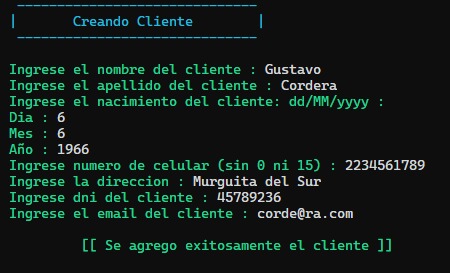 ------------------------------
|       Creando Cliente        |
------------------------------
Ingrese el nombre del cliente : Gustavo
Ingrese el apellido del cliente : Cordera
Ingrese el nacimiento del cliente: dd/MM/yyyy :
Dia : 6
Mes : 6
Año : 1966
Ingrese numero de celular (sin 0 ni 15) : 2234561789
Ingrese la direccion : Murguita del Sur
Ingrese dni del cliente : 45789236
Ingrese el email del cliente : corde@ra.com
[[ Se agrego exitosamente el cliente ]]